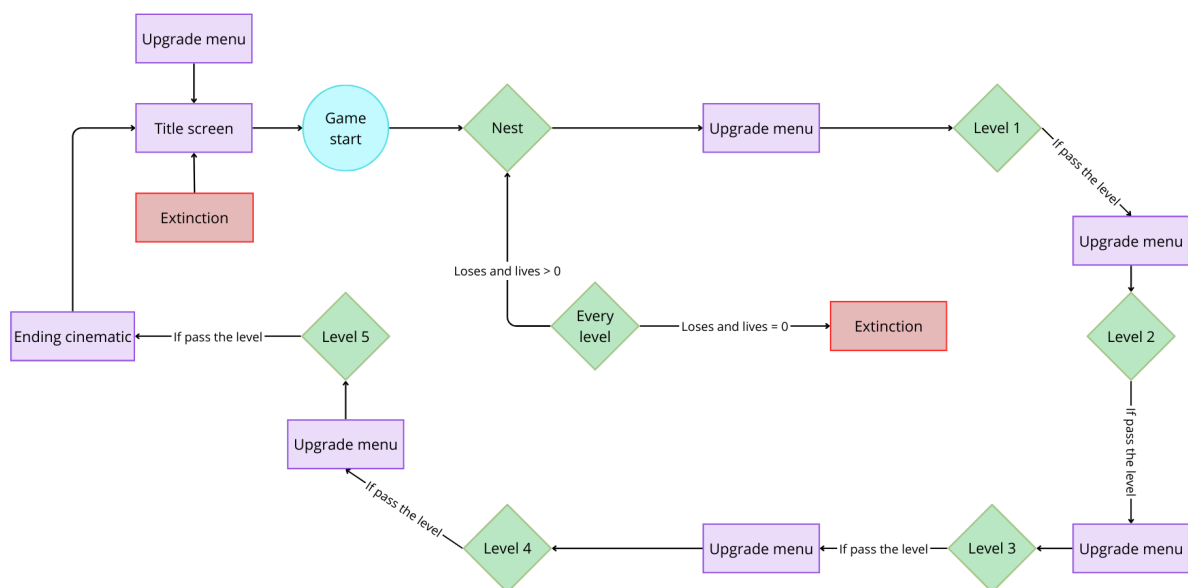 Upgrade menu
Title screen
Game
start
Nest
Upgrade menu
Level 1
If pass the level
Extinction
Upgrade menu
Loses and lives > 0
Every
level
Loses and lives = 0
Extinction
Level 2
Ending cinematic
If pass the level
Level 5
If pass the level
Upgrade menu
If pass the level
Level 4
Upgrade menu
If pass the level
Level 3
Upgrade menu